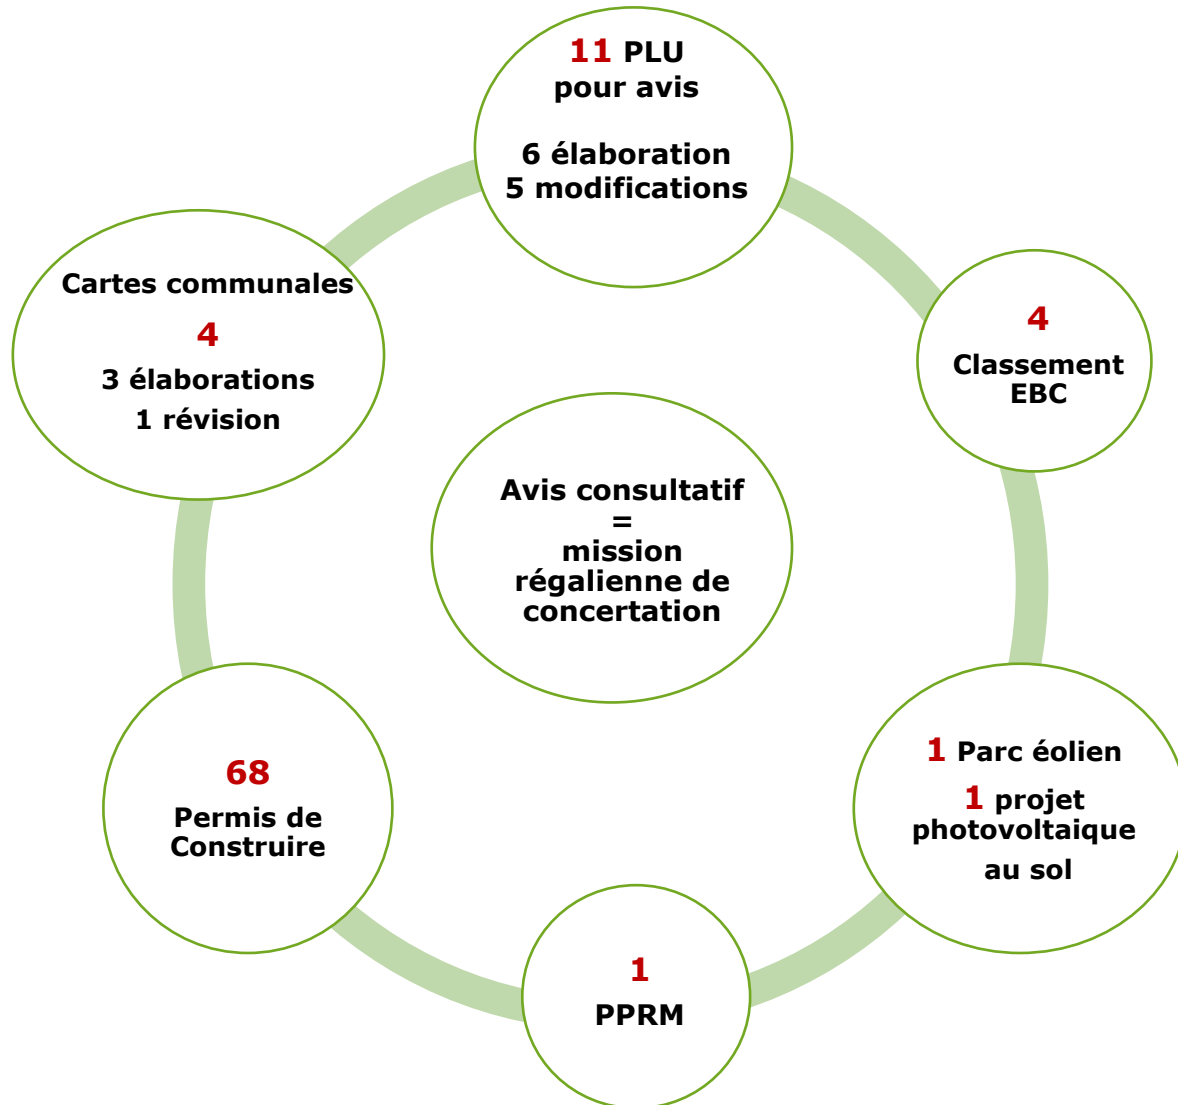 11 PLU
pour avis
6 élaboration
5 modifications
Cartes communales
4
3 élaborations
1 révision
4
Classement
EBC
Avis consultatif
=
mission
régalienne de
concertation
68
Permis de
Construire
1 Parc éolien
1 projet
photovoltaique
au sol
1
PPRM